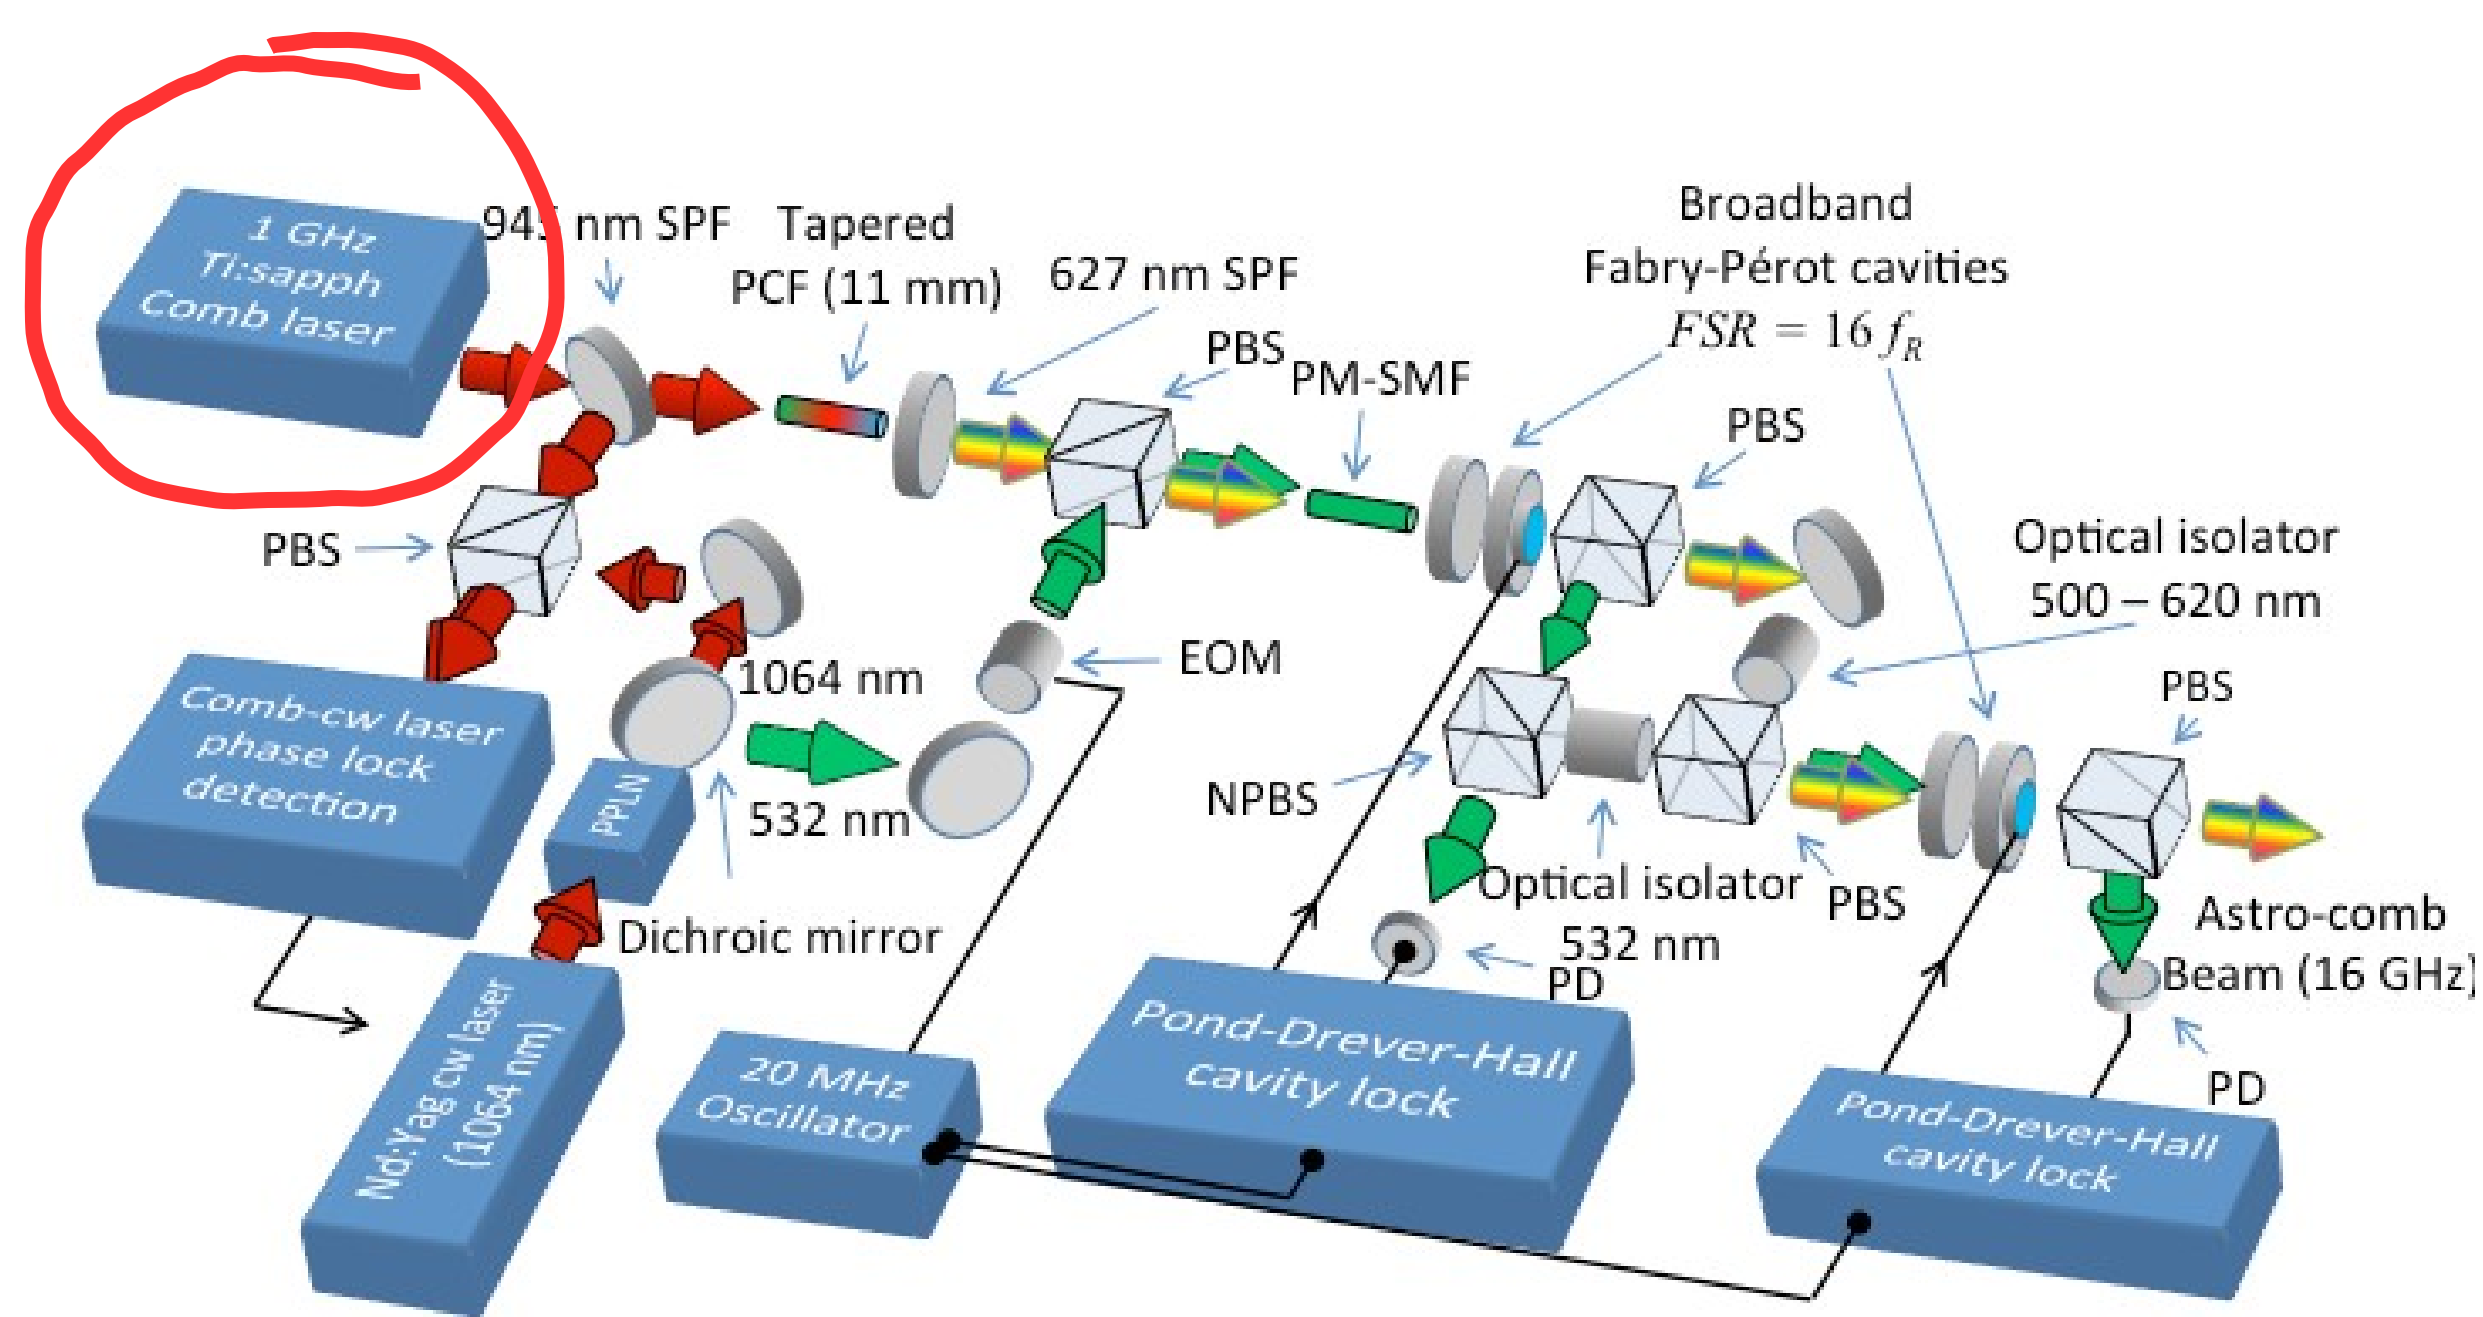 1 GHz
Ti:sapph
Comb laser
945 nm SPF
Tapered
PCF (11 mm)
627 nm SPF
PBS
PM-SMF
Broadband
Fabry-Pérot cavities
FSR = 16 f_R
PBS
Optical isolator
500 – 620 nm
PBS
PBS
EOM
1064 nm
532 nm
Comb-cw laser
phase lock
detection
PPLN
Dichroic mirror
NPBS
Optical isolator
532 nm
PBS
PD
Astro-comb
Beam (16 GHz)
PD
Nd:Yag cw laser
(1064 nm)
20 MHz
Oscillator
Pond-Drever-Hall
cavity lock
Pond-Drever-Hall
cavity lock